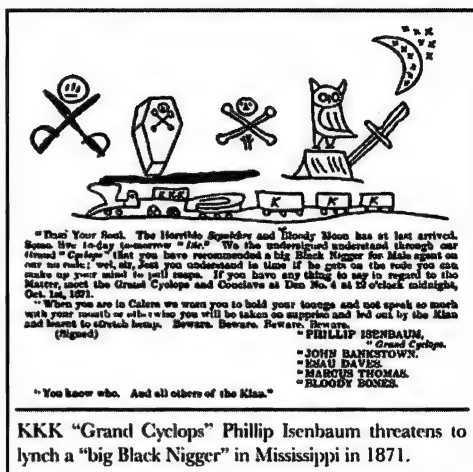 K K K
K K K
"Dam Your Soul. The Horrible Sepulchre and Bloody Moon has at last arrived.
Some live to-day to-morrow "Die." We the undersigned understand through our
Grand "Cyclops" that you have recommended a big Black Nigger for Male agent on
our nu rode; wel, sir, Jest you understand in time if he gets on the rode you can
make up your mind to pull roape. If you have any thing to say in regard to the
Matter, meet the Grand Cyclops and Conclave at Den No. 4 at 12 o'clock midnight,
Oct. 1st, 1871.
"When you are in Calera we warn you to hold your tounge and not speak so much
with your mouth or otherwise you will be taken on supprise and led out by the Klan
and learnt to stretch hemp. Beware. Beware. Beware. Beware.
(Signed) "PHILLIP ISENBAUM,
"Grand Cyclops.
"JOHN BANKSTOWN.
"ESAU DAVES.
"MARCUS THOMAS.
"BLOODY BONES.
"You know who. And all others of the Klan."
KKK "Grand Cyclops" Phillip Isenbaum threatens to
lynch a "big Black Nigger" in Mississippi in 1871.